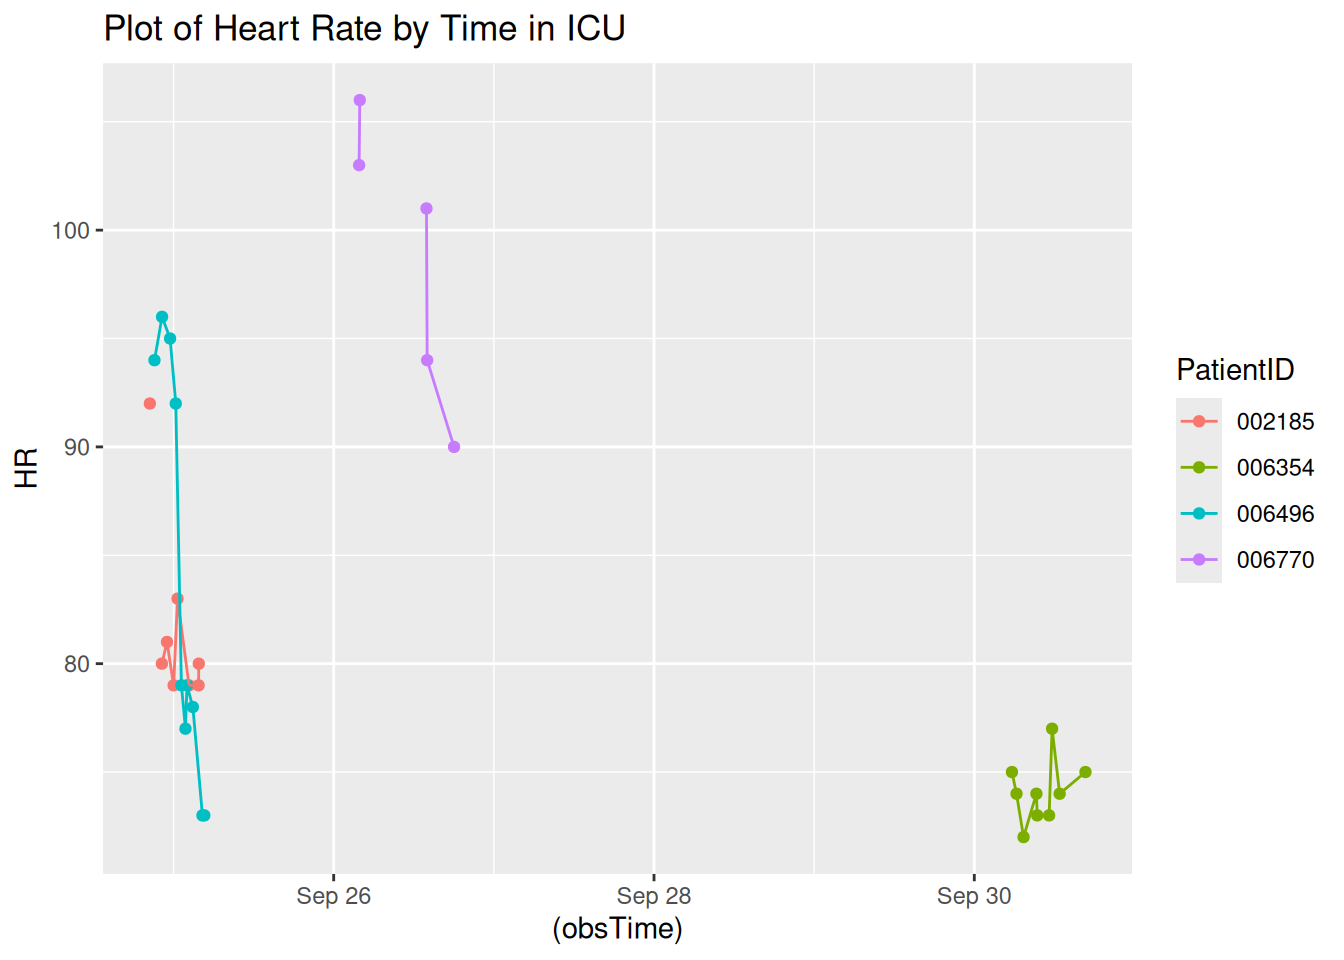 Plot of Heart Rate by Time in ICU
HR
100
90
80
Sep 26
Sep 28
Sep 30
(obsTime)
PatientID
002185
006354
006496
006770